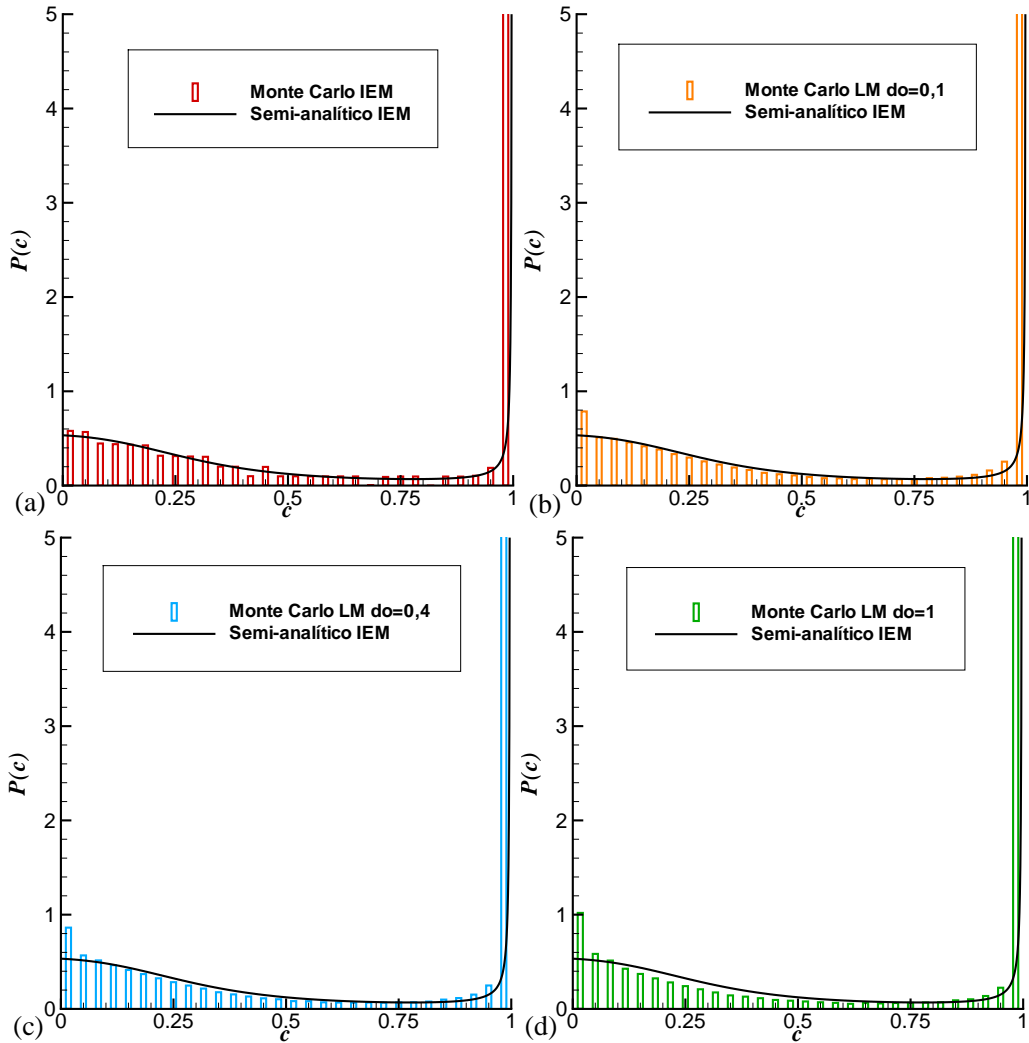 5
4
3
2
1
0
P(c)
Monte Carlo IEM
Semi-analítico IEM
0
0.25
0.5
0.75
1
c
(a)
5
4
3
2
1
0
P(c)
Monte Carlo LM do=0,1
Semi-analítico IEM
0
0.25
0.5
0.75
1
c
(b)
5
4
3
2
1
0
P(c)
Monte Carlo LM do=0,4
Semi-analítico IEM
0
0.25
0.5
0.75
1
c
(c)
5
4
3
2
1
0
P(c)
Monte Carlo LM do=1
Semi-analítico IEM
0
0.25
0.5
0.75
1
c
(d)